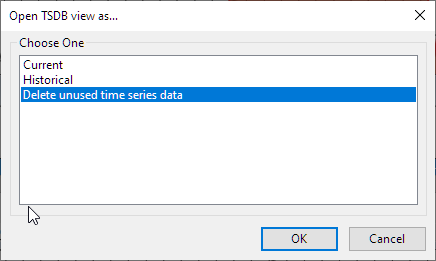 Open TSDB view as...
Choose One
Current
Historical
Delete unused time series data
OK
Cancel